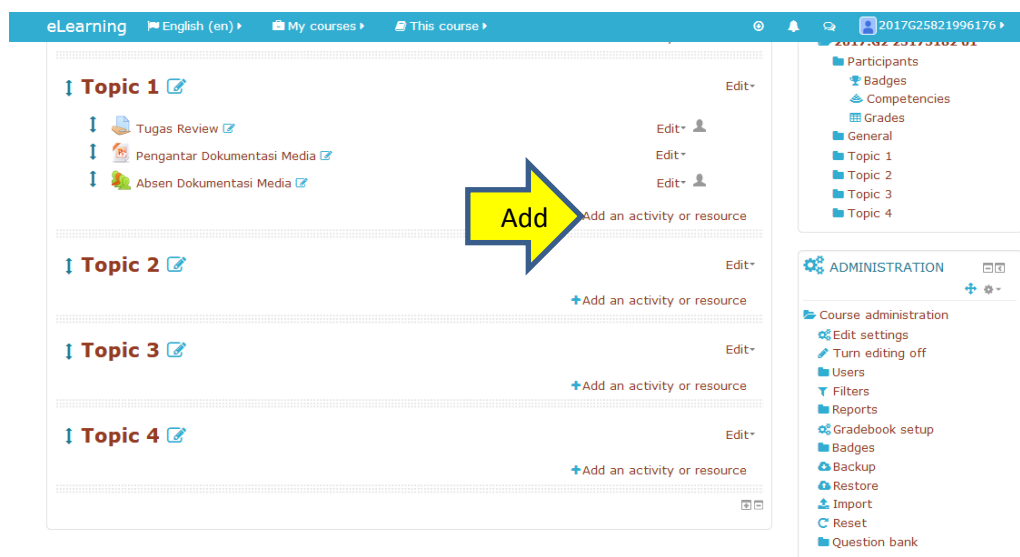 eLearning English (en) My courses This course 2017G25821996176
2017.G2 25175102 01
Participants
Badges
Competencies
Grades
General
Topic 1
Topic 2
Topic 3
Topic 4
Topic 1 Edit
Tugas Review Edit
Pengantar Dokumentasi Media Edit
Absen Dokumentasi Media Edit
Add
Add an activity or resource
Topic 2 Edit
+Add an activity or resource
Topic 3 Edit
+Add an activity or resource
Topic 4 Edit
+Add an activity or resource
ADMINISTRATION
Course administration
Edit settings
Turn editing off
Users
Filters
Reports
Gradebook setup
Badges
Backup
Restore
Import
Reset
Question bank